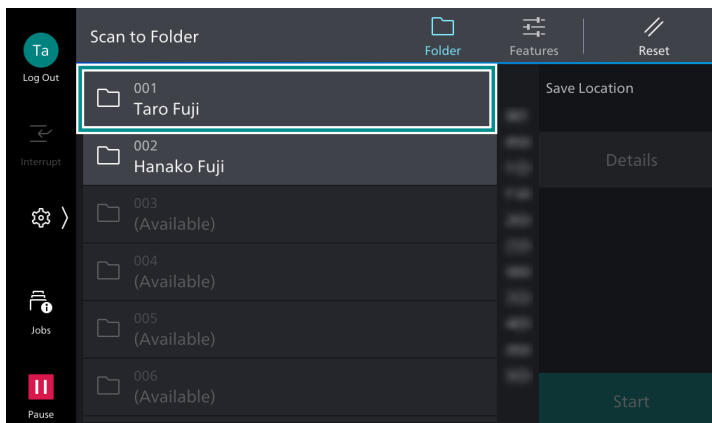 Ta
Log Out
Interrupt
Jobs
Pause
Scan to Folder
Folder
Features
Reset
001
Taro Fuji
002
Hanako Fuji
003
(Available)
004
(Available)
005
(Available)
006
(Available)
Save Location
Details
Start